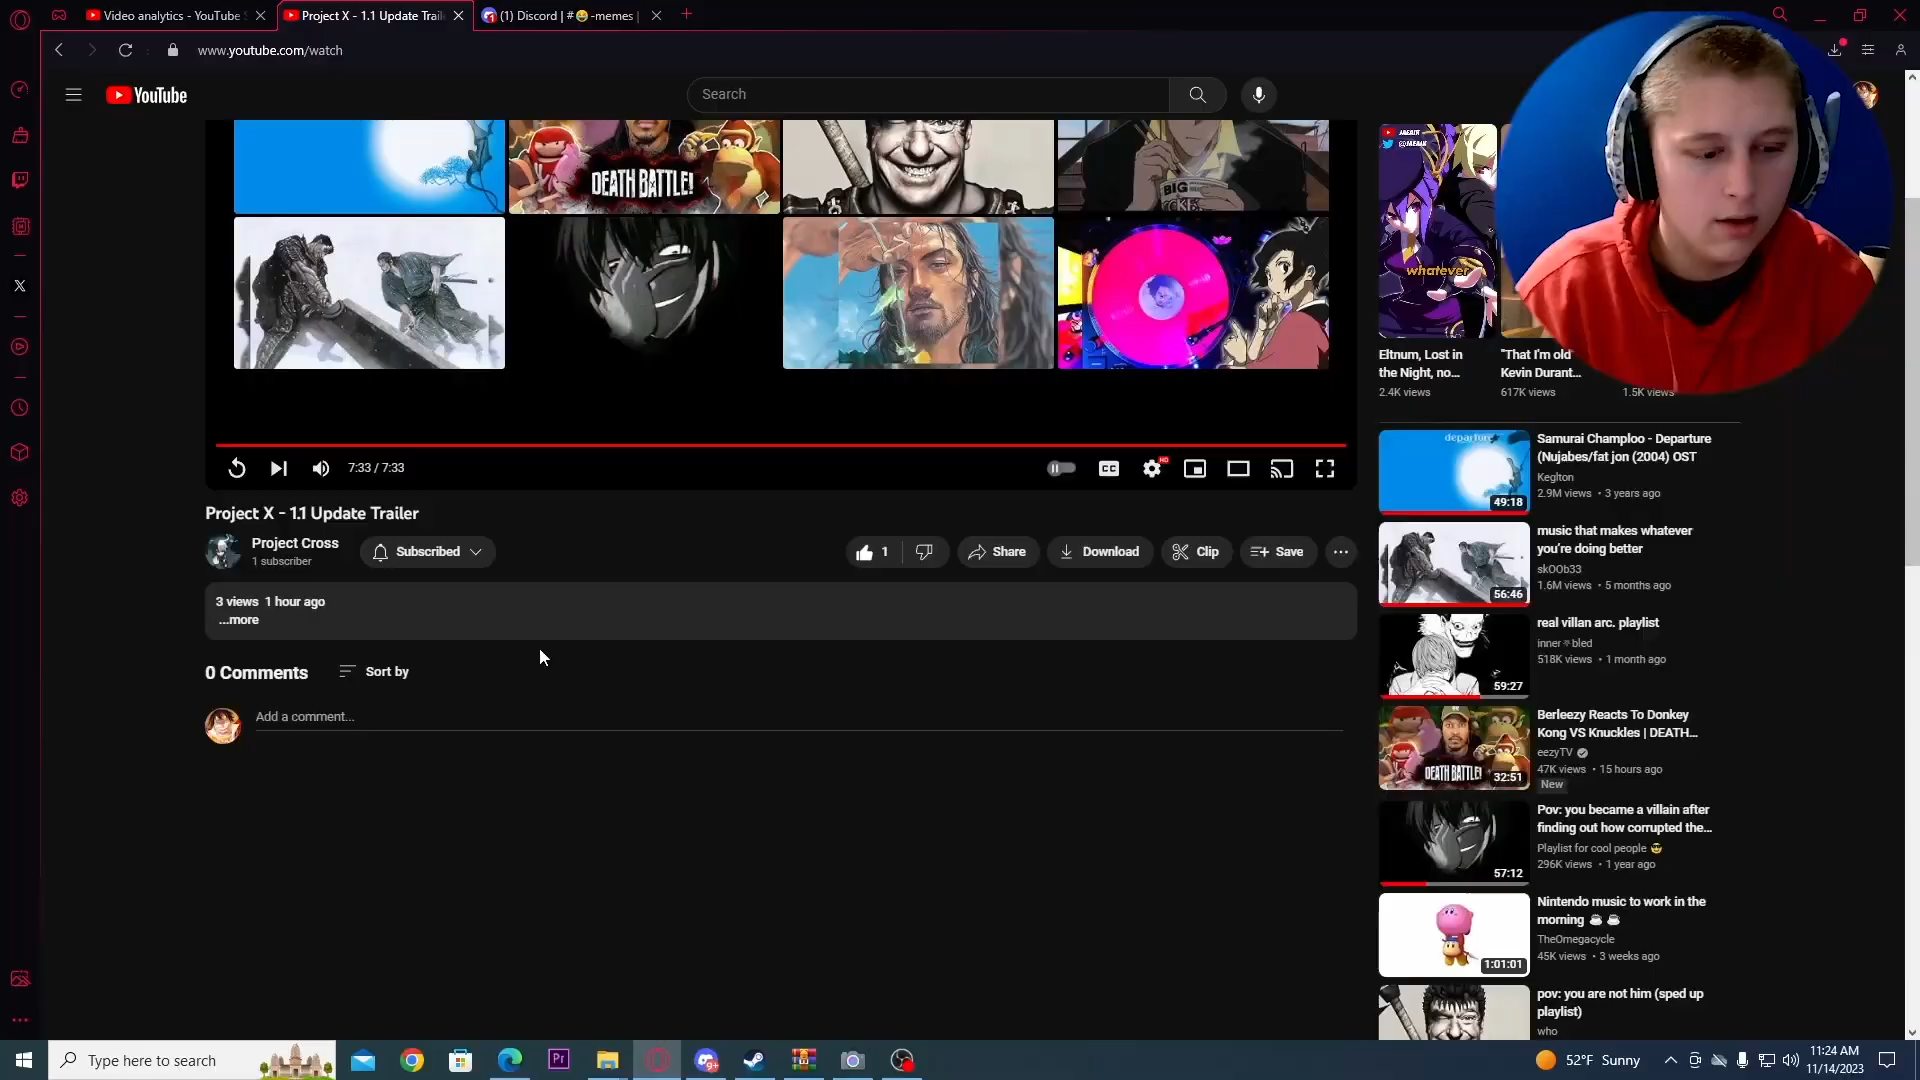 Video analytics - YouTube S
Project X - 1.1 Update Trail
(1) Discord | #😂-memes |
www.youtube.com/watch
YouTube
Search
DEATH BATTLE!
BIG
whatever
Eltnum, Lost in
the Night, no...
2.4K views
"That I'm old"
Kevin Durant...
617K views
1.5K views
7:33 / 7:33
CC
HD
Project X - 1.1 Update Trailer
Project Cross
1 subscriber
Subscribed
1
Share
Download
Clip
Save
3 views 1 hour ago
...more
0 Comments
Sort by
Add a comment...
departure
49:18
Samurai Champloo - Departure
(Nujabes/fat jon (2004) OST
Keglton
2.9M views • 3 years ago
56:46
music that makes whatever
you're doing better
skOOb33
1.6M views • 5 months ago
59:27
real villan arc. playlist
518K views • 1 month ago
DEATH BATTLE!
32:51
Berleezy Reacts To Donkey
Kong VS Knuckles | DEATH...
eezyTV
47K views • 15 hours ago
New
57:12
Pov: you became a villain after
finding out how corrupted the...
Playlist for cool people 😎
296K views • 1 year ago
1:01:01
Nintendo music to work in the
morning ☕ ☕
TheOmegacycle
45K views • 3 weeks ago
pov: you are not him (sped up
playlist)
who
Type here to search
Pr
9+
52°F Sunny
11:24 AM
11/14/2023